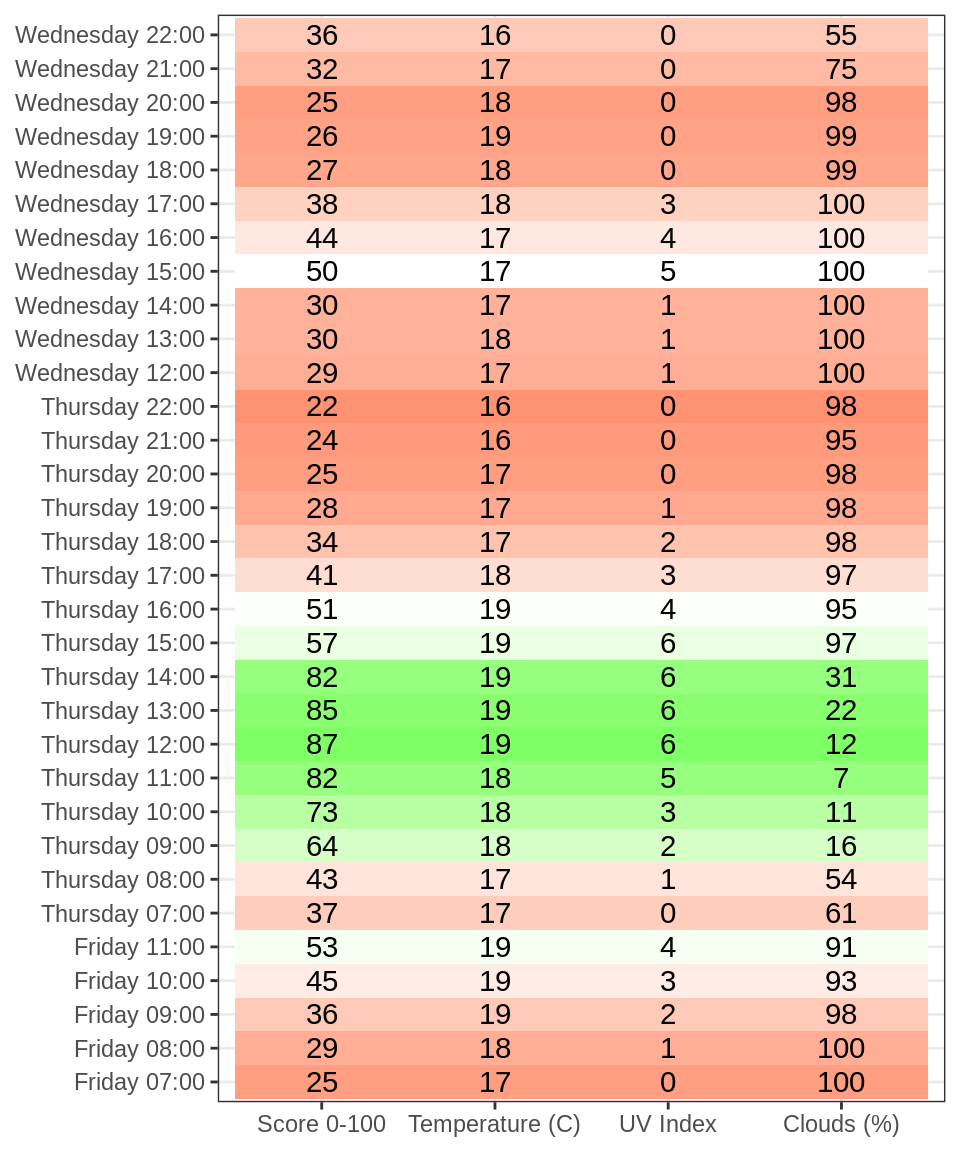 Wednesday 22:00 36 16 0 55
Wednesday 21:00 32 17 0 75
Wednesday 20:00 25 18 0 98
Wednesday 19:00 26 19 0 99
Wednesday 18:00 27 18 0 99
Wednesday 17:00 38 18 3 100
Wednesday 16:00 44 17 4 100
Wednesday 15:00 50 17 5 100
Wednesday 14:00 30 17 1 100
Wednesday 13:00 30 18 1 100
Wednesday 12:00 29 17 1 100
Thursday 22:00 22 16 0 98
Thursday 21:00 24 16 0 95
Thursday 20:00 25 17 0 98
Thursday 19:00 28 17 1 98
Thursday 18:00 34 17 2 98
Thursday 17:00 41 18 3 97
Thursday 16:00 51 19 4 95
Thursday 15:00 57 19 6 97
Thursday 14:00 82 19 6 31
Thursday 13:00 85 19 6 22
Thursday 12:00 87 19 6 12
Thursday 11:00 82 18 5 7
Thursday 10:00 73 18 3 11
Thursday 09:00 64 18 2 16
Thursday 08:00 43 17 1 54
Thursday 07:00 37 17 0 61
Friday 11:00 53 19 4 91
Friday 10:00 45 19 3 93
Friday 09:00 36 19 2 98
Friday 08:00 29 18 1 100
Friday 07:00 25 17 0 100
Score 0-100 Temperature (C) UV Index Clouds (%)